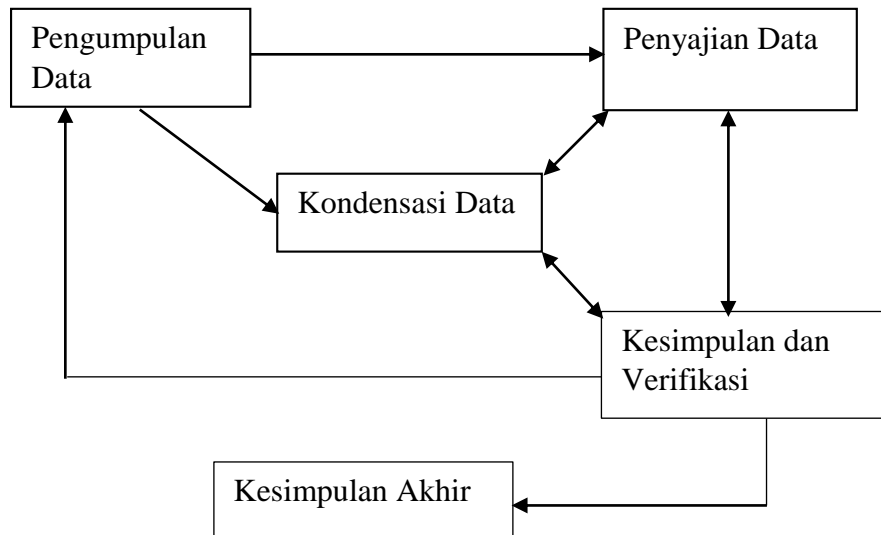 Pengumpulan
Data
Penyajian Data
Kondensasi Data
Kesimpulan dan
Verifikasi
Kesimpulan Akhir